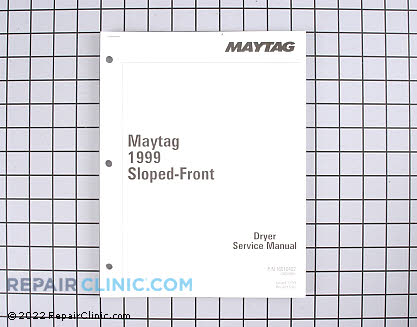 MAYTAG
Maytag
1999
Sloped-Front
Dryer
Service Manual
REPAIRCLINIC.COM
© 2022 RepairClinic.com